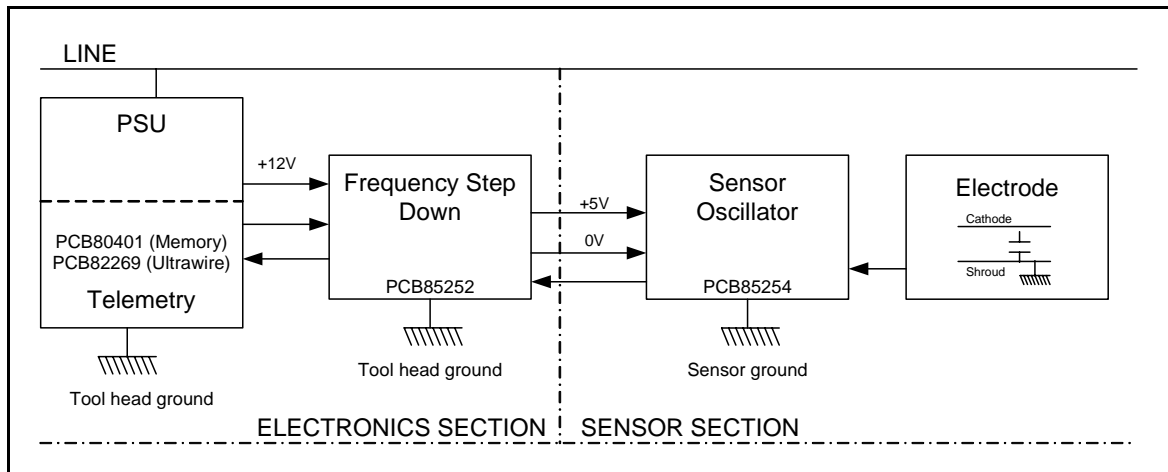 LINE
PSU
+12V
PCB80401 (Memory)
PCB82269 (Ultrawire)
Telemetry
Tool head ground
Frequency Step
Down
PCB85252
Tool head ground
+5V
0V
Sensor
Oscillator
PCB85254
Sensor ground
Electrode
Cathode
Shroud
ELECTRONICS SECTION
SENSOR SECTION